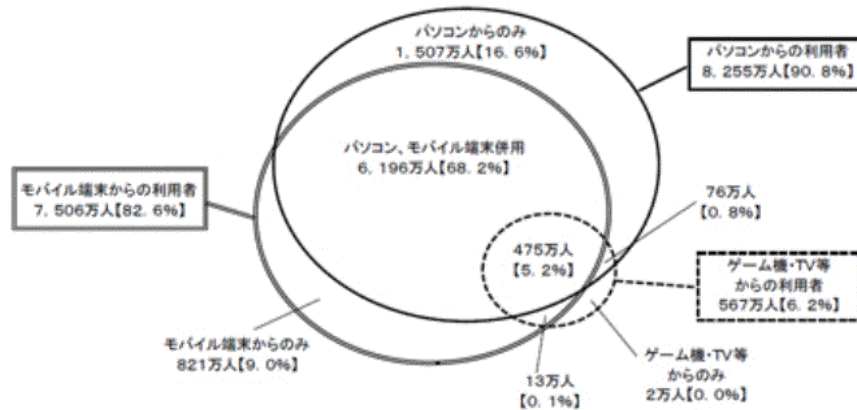 パソコンからのみ
1，507万人【16．6%】
パソコンからの利用者
8，255万人【90．8%】
パソコン、モバイル端末併用
6，196万人【68．2%】
モバイル端末からの利用者
7，506万人【82．6%】
76万人
【0．8%】
475万人
【5．2%】
ゲーム機・TV等
からの利用者
567万人【6．2%】
モバイル端末からのみ
821万人【9．0%】
13万人
【0．1%】
ゲーム機・TV等
からのみ
2万人【0．0%】